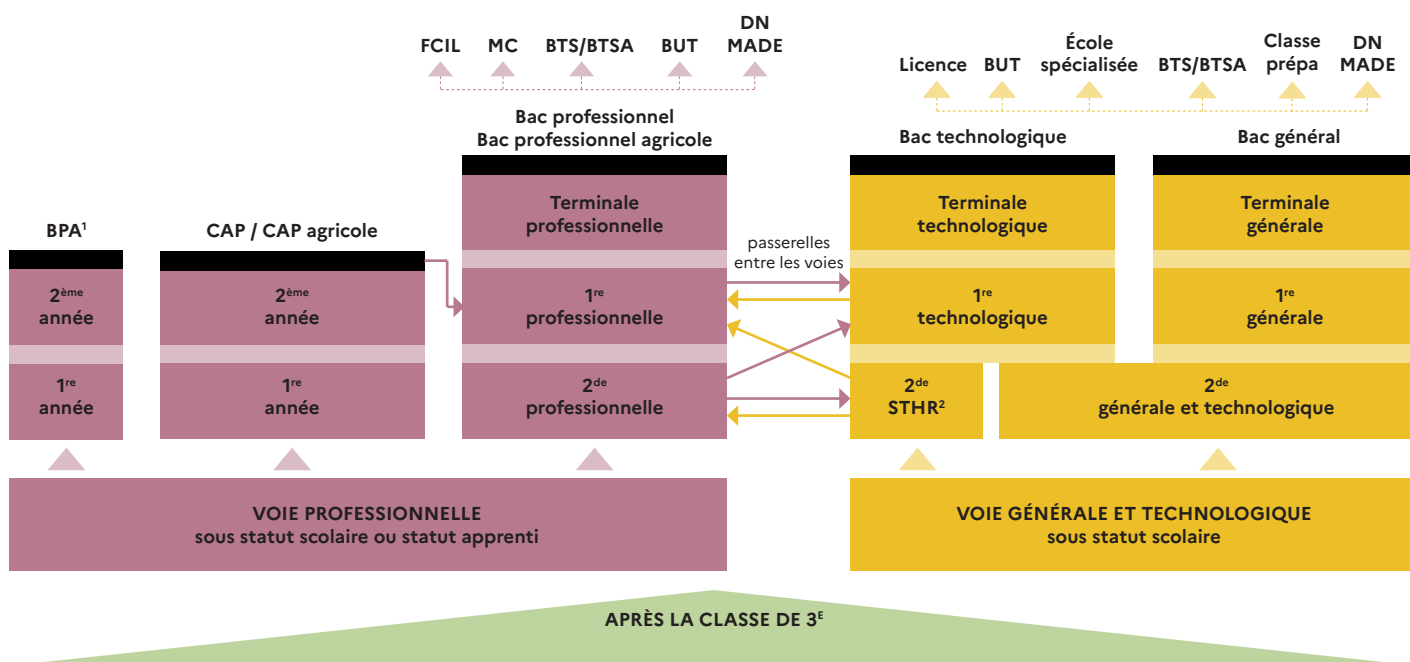 FCIL
MC
BTS/BTSA
BUT
DN
MADE
Licence
BUT
École
spécialisée
BTS/BTSA
Classe
prépa
DN
MADE
Bac professionnel
Bac professionnel agricole
Bac technologique
Bac général
BPA¹
CAP / CAP agricole
Terminale
professionnelle
passerelles
entre les voies
Terminale
technologique
Terminale
générale
2ème
année
2ème
année
1re
professionnelle
1re
technologique
1re
générale
1re
année
1re
année
2de
professionnelle
2de
STHR²
2de
générale et technologique
VOIE PROFESSIONNELLE
sous statut scolaire ou statut apprenti
VOIE GÉNÉRALE ET TECHNOLOGIQUE
sous statut scolaire
APRÈS LA CLASSE DE 3E